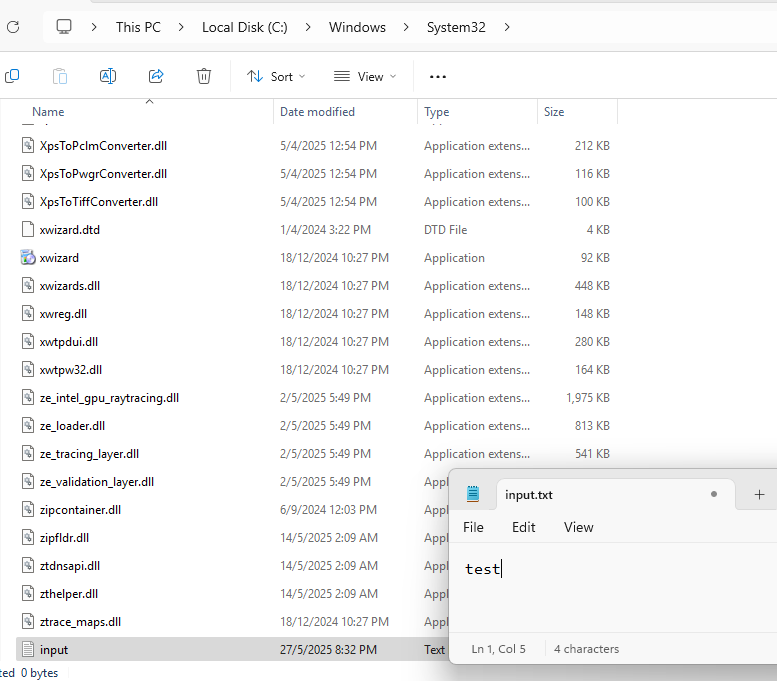 This PC > Local Disk (C:) > Windows > System32 >
Sort View ...
Name Date modified Type Size
XpsToPclmConverter.dll 5/4/2025 12:54 PM Application extens... 212 KB
XpsToPwgrConverter.dll 5/4/2025 12:54 PM Application extens... 116 KB
XpsToTiffConverter.dll 5/4/2025 12:54 PM Application extens... 100 KB
xwizard.dtd 1/4/2024 3:22 PM DTD File 4 KB
xwizard 18/12/2024 10:27 PM Application 92 KB
xwizards.dll 18/12/2024 10:27 PM Application extens... 448 KB
xwreg.dll 18/12/2024 10:27 PM Application extens... 148 KB
xwtpdui.dll 18/12/2024 10:27 PM Application extens... 280 KB
xwtpw32.dll 18/12/2024 10:27 PM Application extens... 164 KB
ze_intel_gpu_raytracing.dll 2/5/2025 5:49 PM Application extens... 1,975 KB
ze_loader.dll 2/5/2025 5:49 PM Application extens... 813 KB
ze_tracing_layer.dll 2/5/2025 5:49 PM Application extens... 541 KB
ze_validation_layer.dll 2/5/2025 5:49 PM Appl
zipcontainer.dll 6/9/2024 12:03 PM Appl
zipfldr.dll 14/5/2025 2:09 AM Appl
ztdnsapi.dll 14/5/2025 2:09 AM Appl
zthelper.dll 14/5/2025 2:09 AM Appl
ztrace_maps.dll 18/12/2024 10:27 PM Appl
input 27/5/2025 8:32 PM Text
ted 0 bytes
input.txt
File Edit View
test
Ln 1, Col 5 4 characters